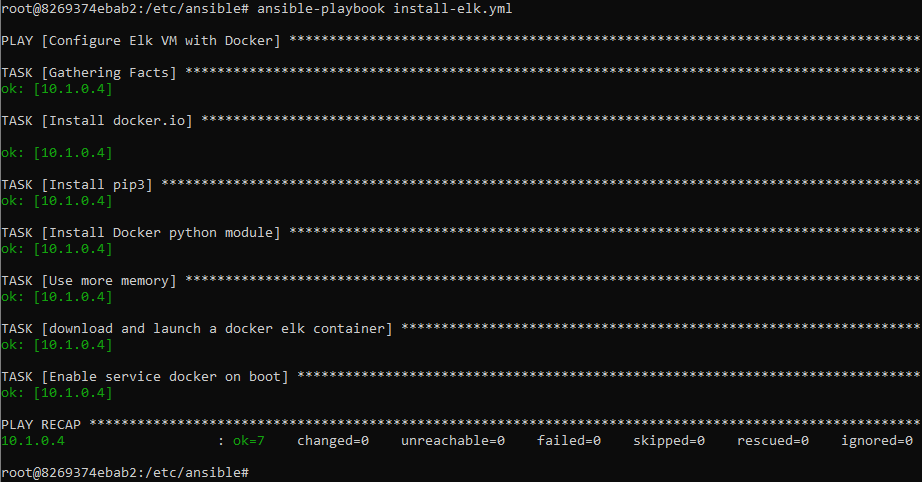 root@8269374ebab2:/etc/ansible# ansible-playbook install-elk.yml
PLAY [Configure Elk VM with Docker] *******************************************************************************
TASK [Gathering Facts] ********************************************************************************************
ok: [10.1.0.4]
TASK [Install docker.io] ******************************************************************************************
ok: [10.1.0.4]
TASK [Install pip3] ***********************************************************************************************
ok: [10.1.0.4]
TASK [Install Docker python module] *******************************************************************************
ok: [10.1.0.4]
TASK [Use more memory] ********************************************************************************************
ok: [10.1.0.4]
TASK [download and launch a docker elk container] *****************************************************************
ok: [10.1.0.4]
TASK [Enable service docker on boot] ******************************************************************************
ok: [10.1.0.4]
PLAY RECAP ********************************************************************************************************
10.1.0.4                   : ok=7    changed=0    unreachable=0    failed=0    skipped=0    rescued=0    ignored=0
root@8269374ebab2:/etc/ansible#